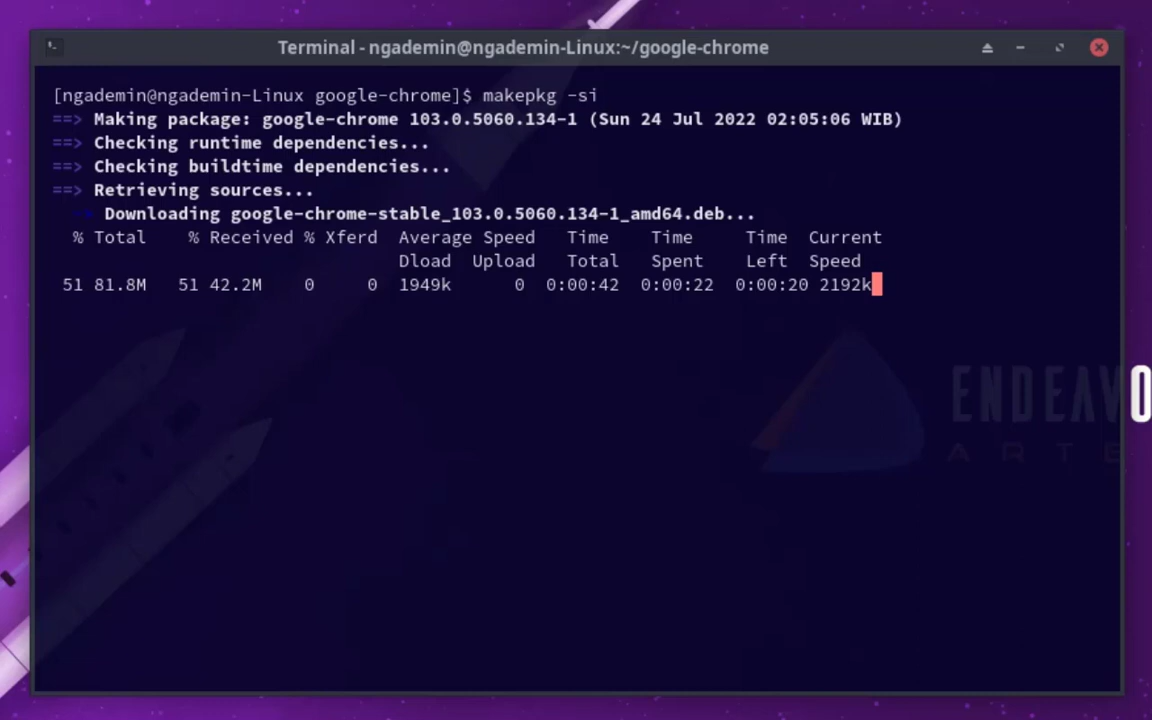 Terminal - ngademin@ngademin-Linux:~/google-chrome
[ngademin@ngademin-Linux google-chrome]$ makepkg -si
==> Making package: google-chrome 103.0.5060.134-1 (Sun 24 Jul 2022 02:05:06 WIB)
==> Checking runtime dependencies...
==> Checking buildtime dependencies...
==> Retrieving sources...
-> Downloading google-chrome-stable_103.0.5060.134-1_amd64.deb...
% Total % Received % Xferd Average Speed Time Time Time Current
Dload Upload Total Spent Left Speed
51 81.8M 51 42.2M 0 0 1949k 0 0:00:42 0:00:22 0:00:20 2192k
ENDEAVO
ARTE